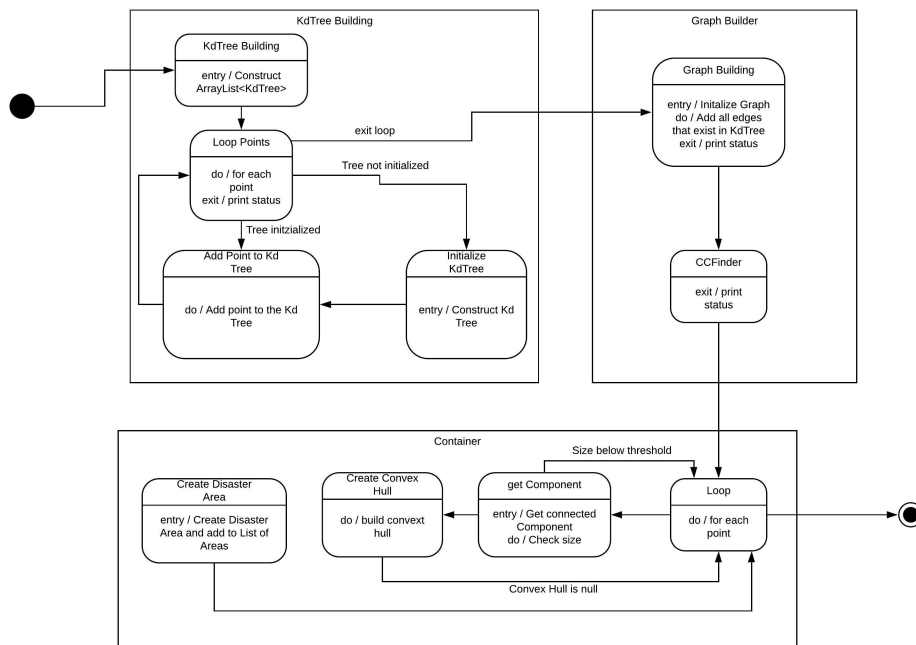 KdTree Building
KdTree Building
entry / Construct
ArrayList<KdTree>
Loop Points
do / for each
point
exit / print status
exit loop
Tree not initialized
Tree initzialized
Add Point to Kd
Tree
do / Add point to the Kd
Tree
Initialize
KdTree
entry / Construct Kd
Tree
Graph Builder
Graph Building
entry / Initalize Graph
do / Add all edges
that exist in KdTree
exit / print status
CCFinder
exit / print
status
Container
Size below threshold
Create Disaster
Area
entry / Create Disaster
Area and add to List of
Areas
Create Convex
Hull
do / build convext
hull
get Component
entry / Get connected
Component
do / Check size
Loop
do / for each
point
Convex Hull is null